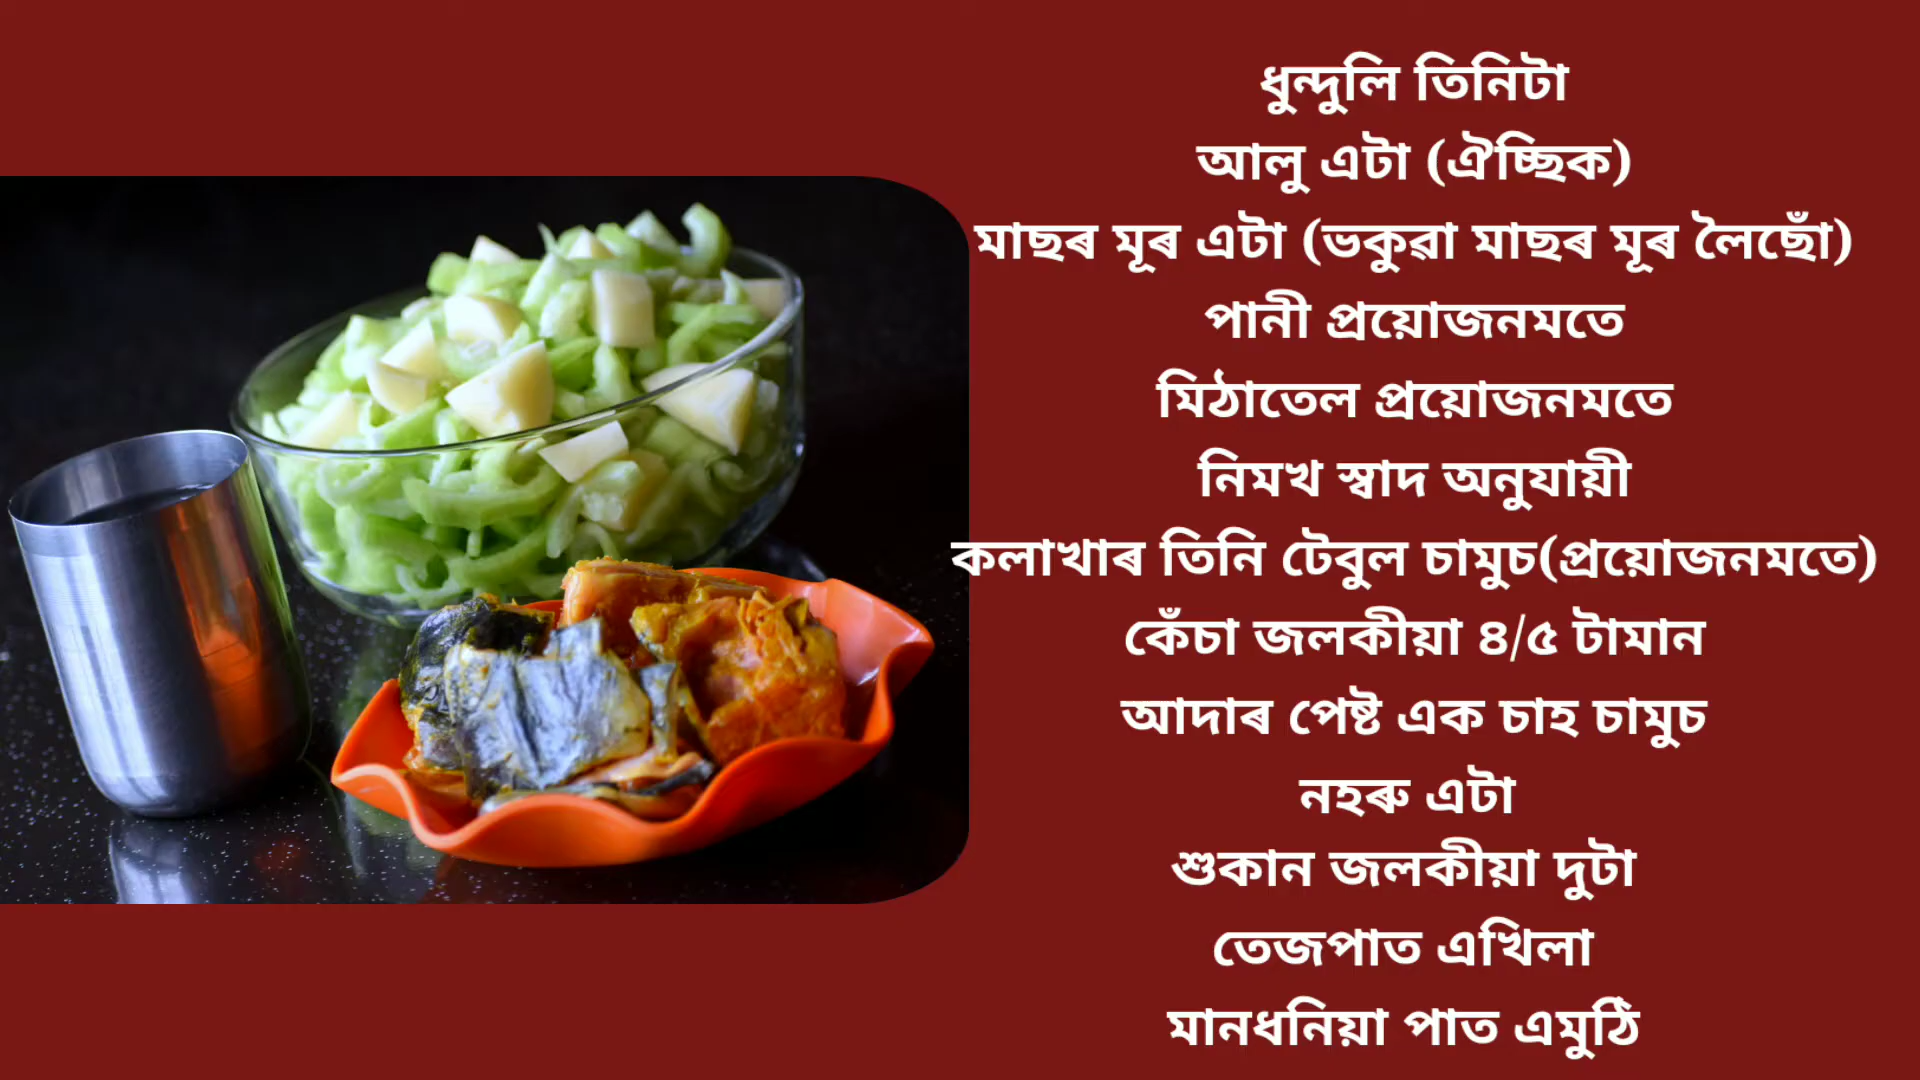 ধুন্দুলি তিনিটা
আলু এটা (ঐচ্ছিক)
মাছৰ মূৰ এটা (ভকুৱা মাছৰ মূৰ লৈছোঁ)
পানী প্ৰয়োজনমতে
মিঠাতেল প্ৰয়োজনমতে
নিমখ স্বাদ অনুযায়ী
কলাখাৰ তিনি টেবুল চামুচ(প্ৰয়োজনমতে)
কেঁচা জলকীয়া ৪/৫ টামান
আদাৰ পেষ্ট এক চাহ চামুচ
নহৰু এটা
শুকান জলকীয়া দুটা
তেজপাত এখিলা
মানধনিয়া পাত এমুঠি